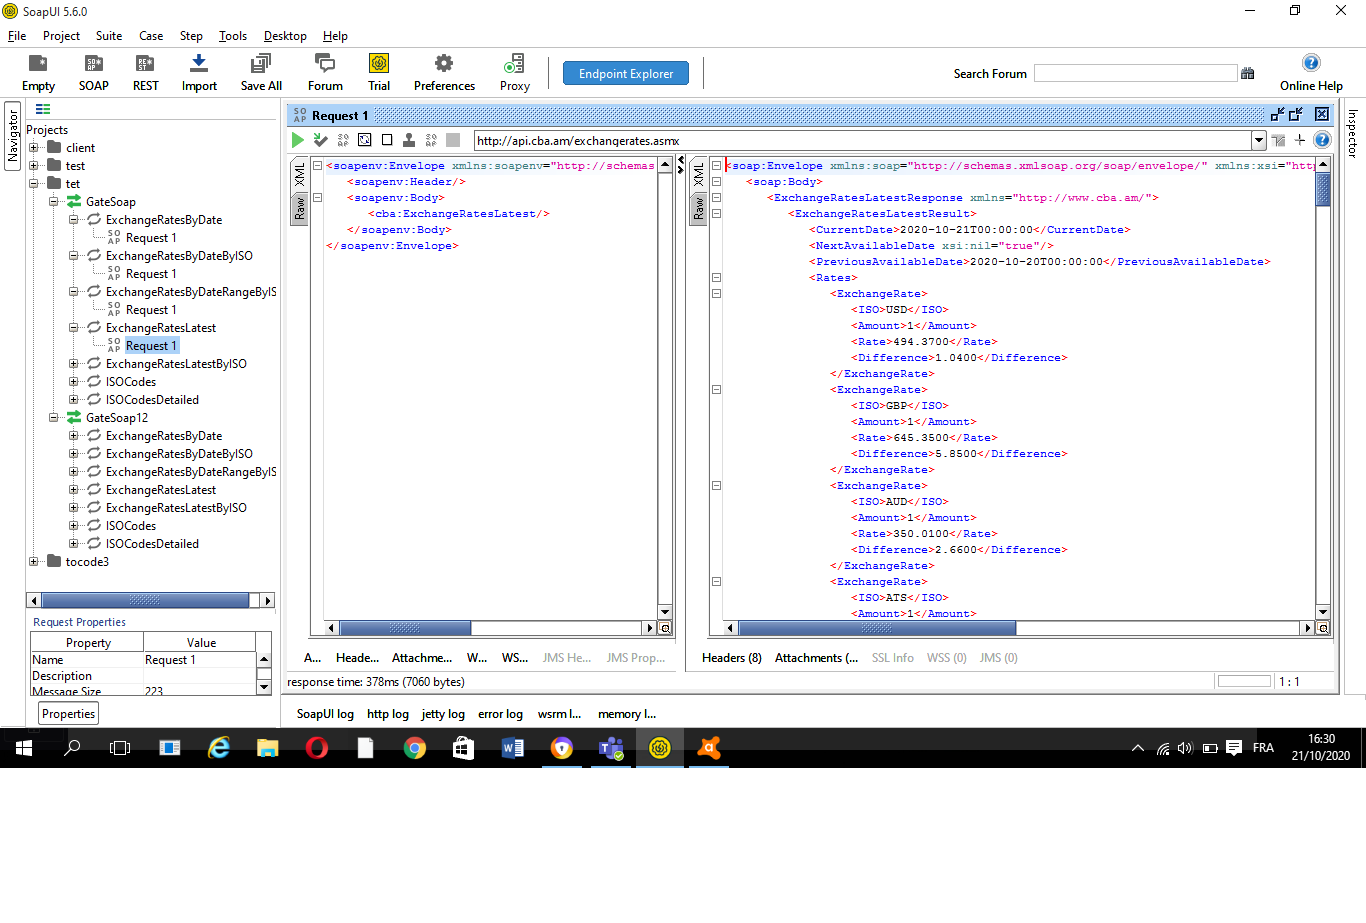 SoapUI 5.6.0
File Project Suite Case Step Tools Desktop Help
Empty SOAP REST Import Save All Forum Trial Preferences Proxy Endpoint Explorer Search Forum Online Help
Navigator
Inspector
Projects
client
test
tet
GateSoap
ExchangeRatesByDate
SOAP Request 1
ExchangeRatesByDateByISO
SOAP Request 1
ExchangeRatesByDateRangeByIS
SOAP Request 1
ExchangeRatesLatest
SOAP Request 1
ExchangeRatesLatestByISO
ISOCodes
ISOCodesDetailed
GateSoap12
ExchangeRatesByDate
ExchangeRatesByDateByISO
ExchangeRatesByDateRangeByIS
ExchangeRatesLatest
ExchangeRatesLatestByISO
ISOCodes
ISOCodesDetailed
tocode3
Request Properties
Property Value
Name Request 1
Description
Message Size 223
Properties
SOAP Request 1
http://api.cba.am/exchangerates.asmx
XML
Raw
<soapenv:Envelope xmlns:soapenv="http://schemas
<soapenv:Header/>
<soapenv:Body>
<cba:ExchangeRatesLatest/>
</soapenv:Body>
</soapenv:Envelope>
A... Heade... Attachme... W... WS... JMS He... JMS Prop...
XML
Raw
<soap:Envelope xmlns:soap="http://schemas.xmlsoap.org/soap/envelope/" xmlns:xsi="http
<soap:Body>
<ExchangeRatesLatestResponse xmlns="http://www.cba.am/">
<ExchangeRatesLatestResult>
<CurrentDate>2020-10-21T00:00:00</CurrentDate>
<NextAvailableDate xsi:nil="true"/>
<PreviousAvailableDate>2020-10-20T00:00:00</PreviousAvailableDate>
<Rates>
<ExchangeRate>
<ISO>USD</ISO>
<Amount>1</Amount>
<Rate>494.3700</Rate>
<Difference>1.0400</Difference>
</ExchangeRate>
<ExchangeRate>
<ISO>GBP</ISO>
<Amount>1</Amount>
<Rate>645.3500</Rate>
<Difference>5.8500</Difference>
</ExchangeRate>
<ExchangeRate>
<ISO>AUD</ISO>
<Amount>1</Amount>
<Rate>350.0100</Rate>
<Difference>2.6600</Difference>
</ExchangeRate>
<ExchangeRate>
<ISO>ATS</ISO>
<Amount>1</Amount>
Headers (8) Attachments (... SSL Info WSS (0) JMS (0)
response time: 378ms (7060 bytes) 1 : 1
SoapUI log http log jetty log error log wsrm l... memory l...
FRA
16:30
21/10/2020